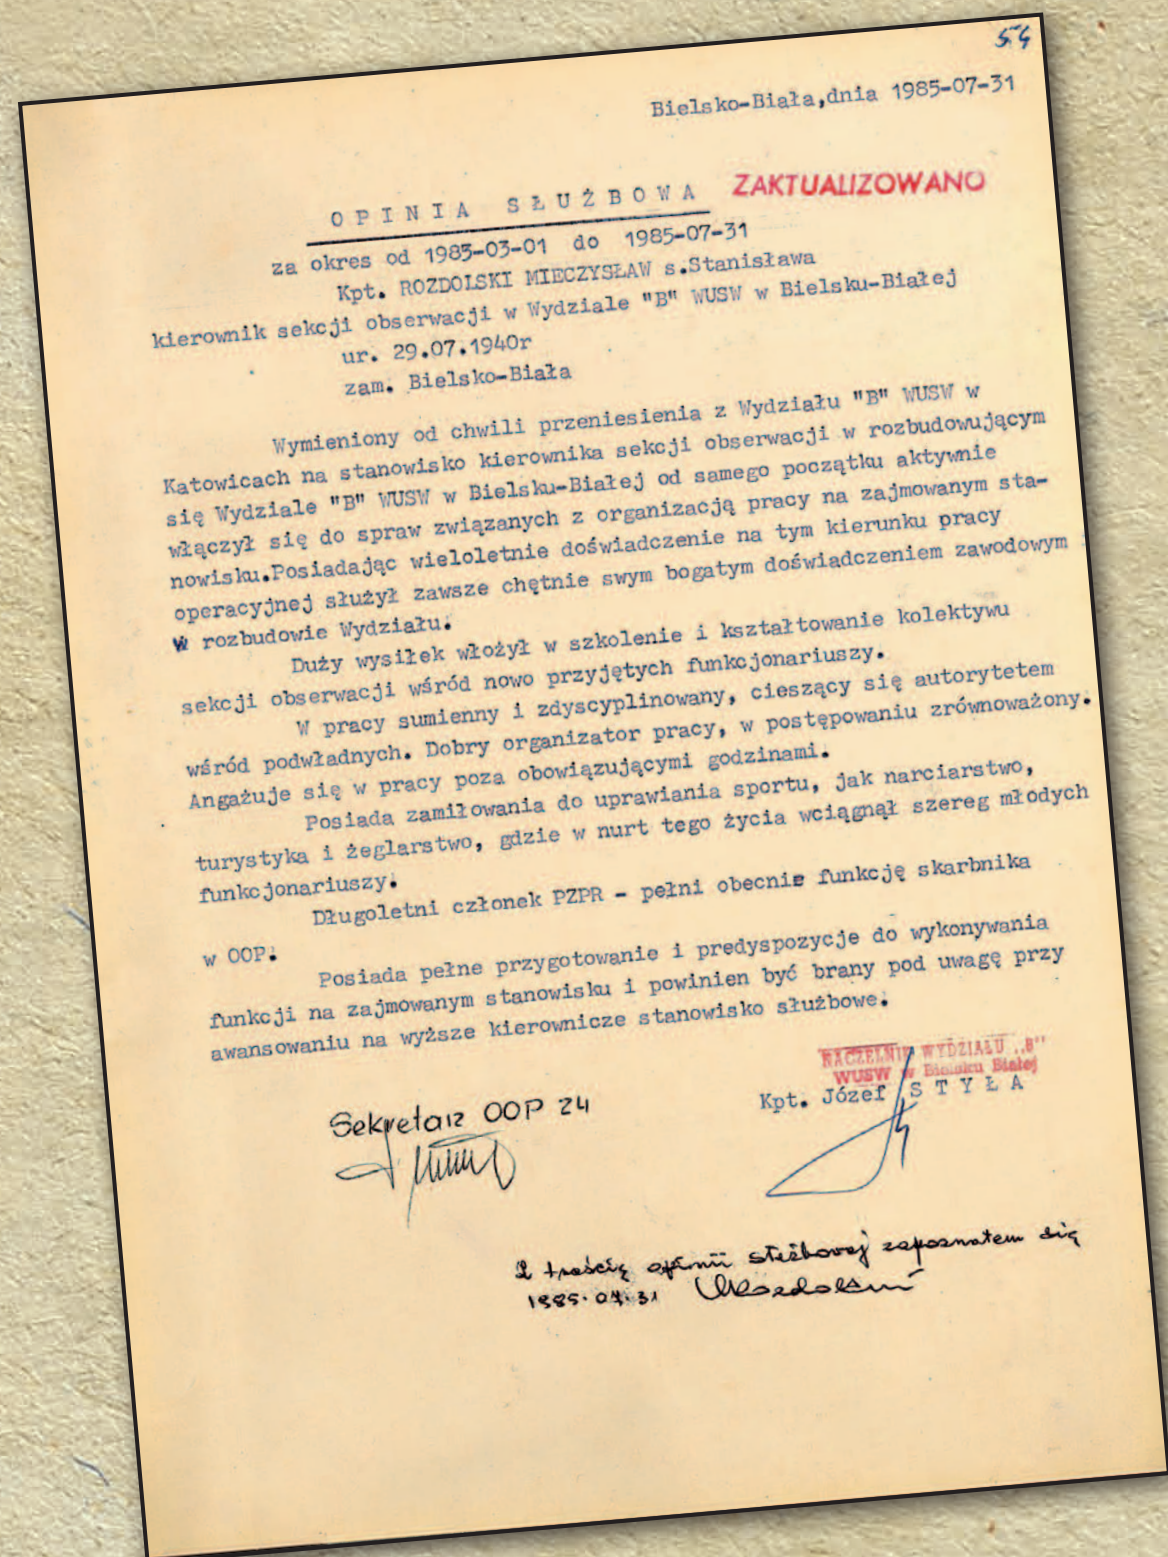 54
Bielsko-Biała,dnia 1985-07-31
ZAKTUALIZOWANO
OPINIA SŁUŻBOWA
za okres od 1983-03-01 do 1985-07-31
Kpt. ROZDOLSKI MIECZYSŁAW s.Stanisława
kierownik sekcji obserwacji w Wydziale "B" WUSW w Bielsku-Białej
ur. 29.07.1940r
zam. Bielsko-Biała
Wymieniony od chwili przeniesienia z Wydziału "B" WUSW w
Katowicach na stanowisko kierownika sekcji obserwacji w rozbudowującym
się Wydziale "B" WUSW w Bielsku-Białej od samego początku aktywnie
włączył się do spraw związanych z organizacją pracy na zajmowanym sta-
nowisku.Posiadając wieloletnie doświadczenie na tym kierunku pracy
operacyjnej służył zawsze chętnie swym bogatym doświadczeniem zawodowym
W rozbudowie Wydziału.
Duży wysiłek włożył w szkolenie i kształtowanie kolektywu
sekcji obserwacji wśród nowo przyjętych funkcjonariuszy.
W pracy sumienny i zdyscyplinowany, cieszący się autorytetem
wśród podwładnych. Dobry organizator pracy, w postępowaniu zrównoważony.
Angażuje się w pracy poza obowiązującymi godzinami.
Posiada zamiłowania do uprawiania sportu, jak narciarstwo,
turystyka i żeglarstwo, gdzie w nurt tego życia wciągnął szereg młodych
funkcjonariuszy.
Długoletni członek PZPR - pełni obecnie funkcję skarbnika
w OOP.
Posiada pełne przygotowanie i predyspozycje do wykonywania
funkcji na zajmowanym stanowisku i powinien być brany pod uwagę przy
awansowaniu na wyższe kierownicze stanowisko służbowe.
NACZELNIK WYDZIAŁU „B"
WUSW w Bielsku Białej
Kpt. Józef STYŁA
Sekretarz OOP 24
Z treścią opinii służbowej zapoznałem się
1985.07.31